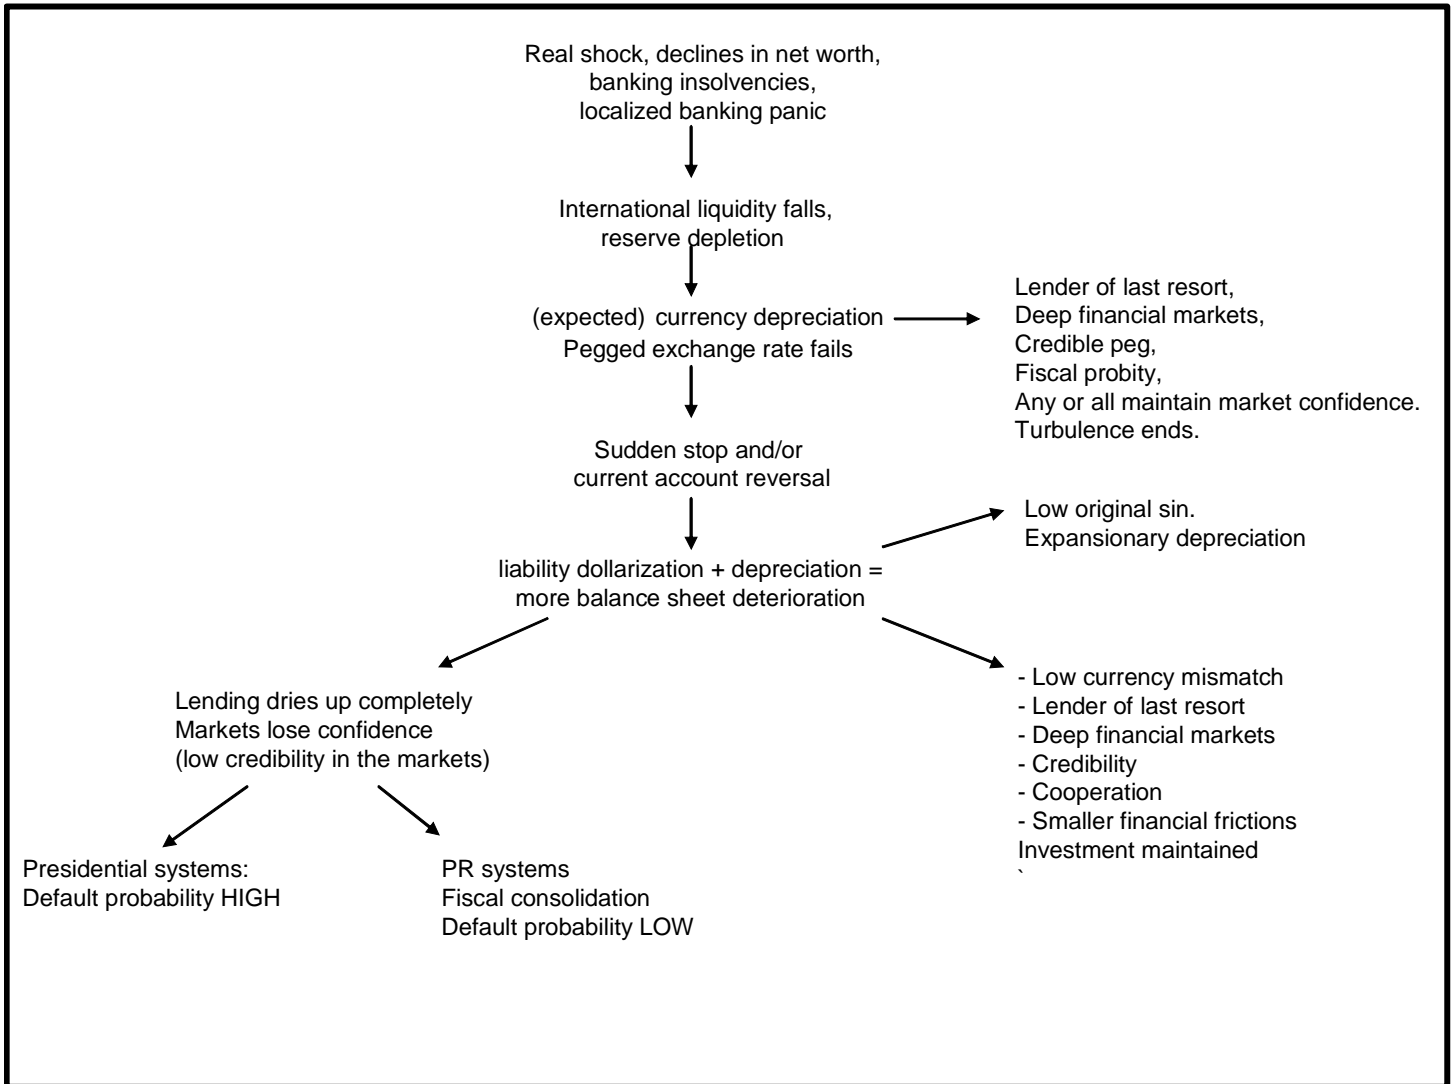 Real shock, declines in net worth,
banking insolvencies,
localized banking panic
International liquidity falls,
reserve depletion
(expected) currency depreciation
Pegged exchange rate fails
Lender of last resort,
Deep financial markets,
Credible peg,
Fiscal probity,
Any or all maintain market confidence.
Turbulence ends.
Sudden stop and/or
current account reversal
Low original sin.
Expansionary depreciation
liability dollarization + depreciation =
more balance sheet deterioration
- Low currency mismatch
- Lender of last resort
- Deep financial markets
- Credibility
- Cooperation
- Smaller financial frictions
Investment maintained
`
Lending dries up completely
Markets lose confidence
(low credibility in the markets)
Presidential systems:
Default probability HIGH
PR systems
Fiscal consolidation
Default probability LOW